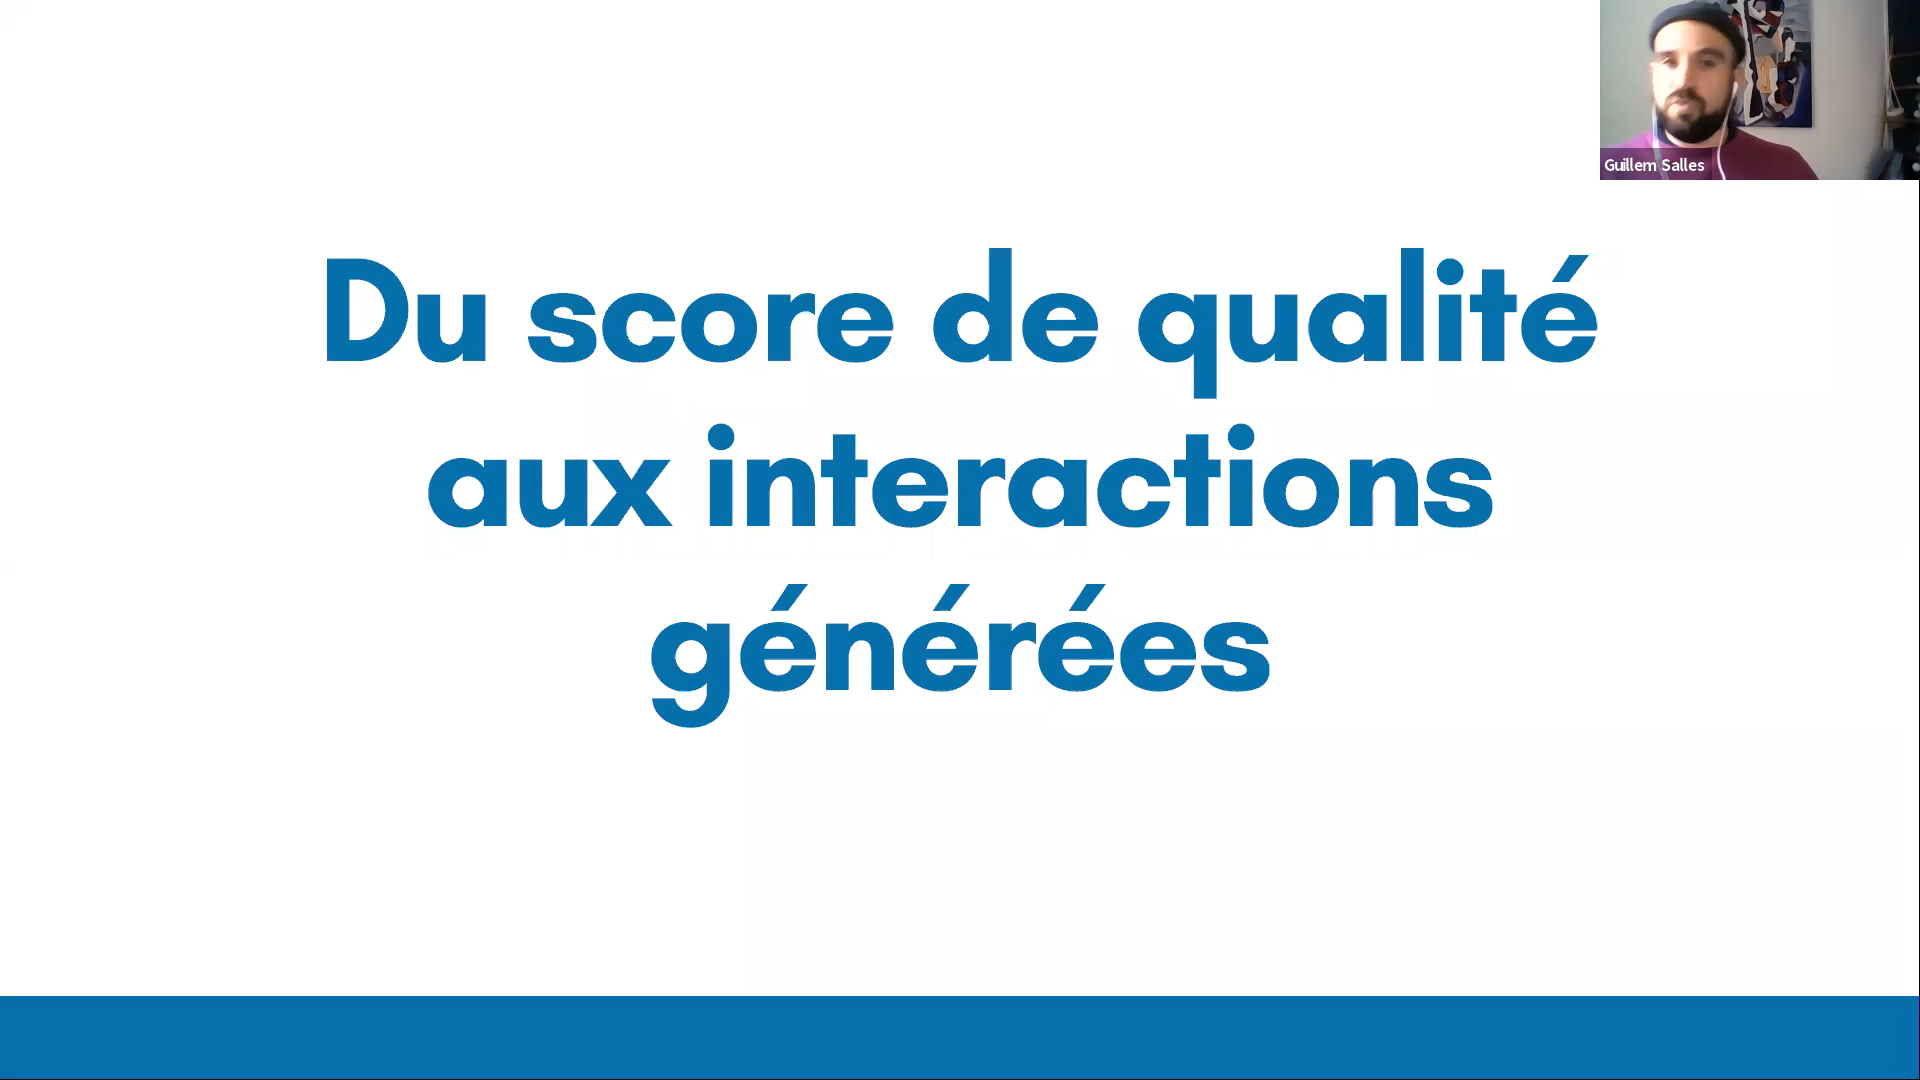 Guillem Salles
Du score de qualité
aux interactions
générées